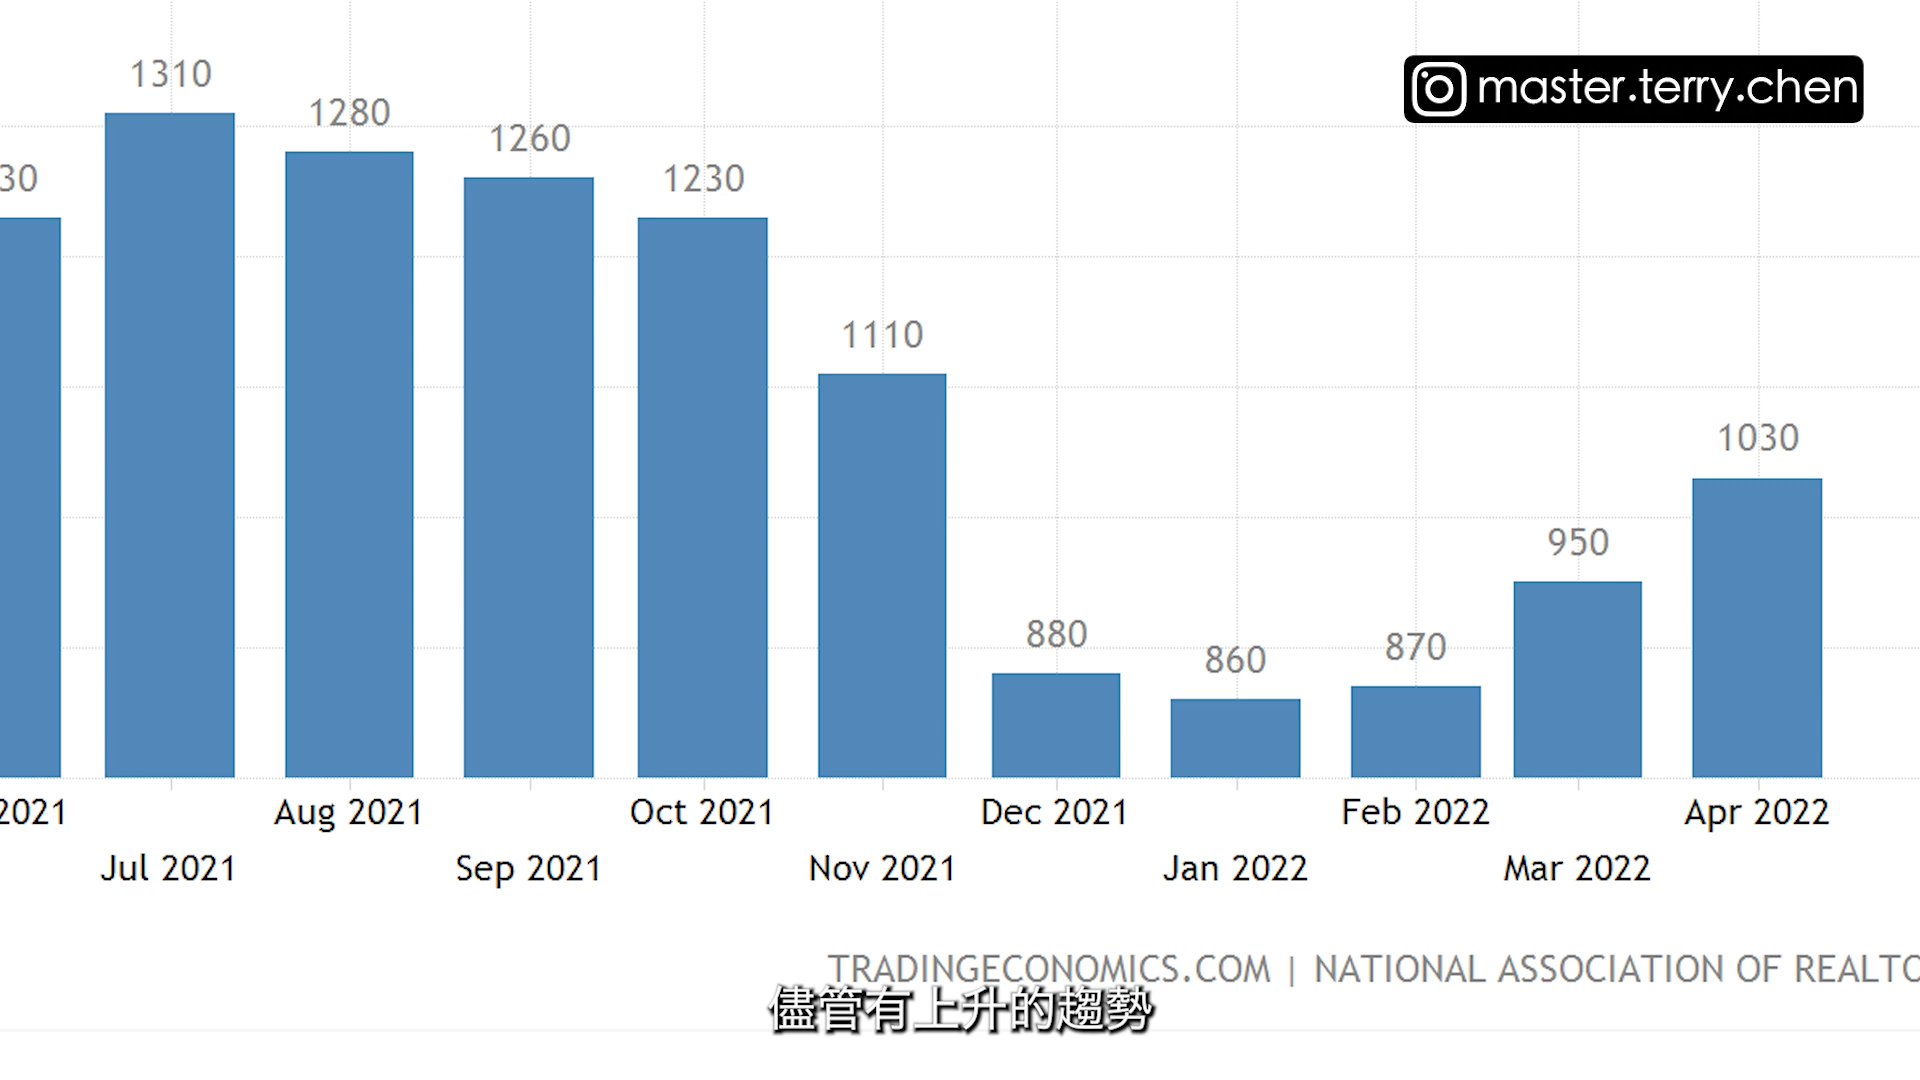 master.terry.chen
1310
1280
1260
30
1230
1110
1030
950
880
860
870
2021
Aug 2021
Oct 2021
Dec 2021
Feb 2022
Apr 2022
Jul 2021
Sep 2021
Nov 2021
Jan 2022
Mar 2022
TRADINGECONOMICS.COM | NATIONAL ASSOCIATION OF REALTO
儘管有上升的趨勢